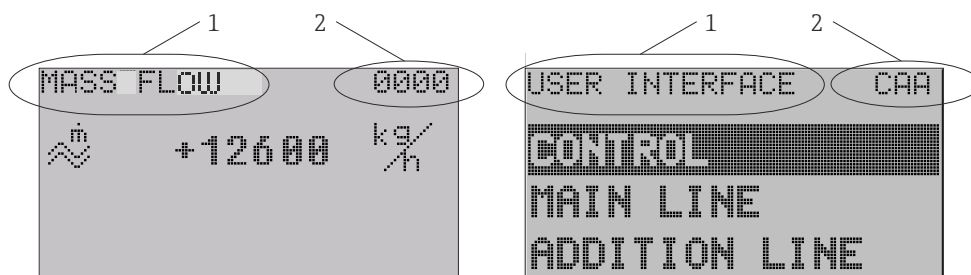 1 2
MASS FLOW 0000
ṁ +12600 kg/h
1 2
USER INTERFACE CAA
CONTROL
MAIN LINE
ADDITION LINE